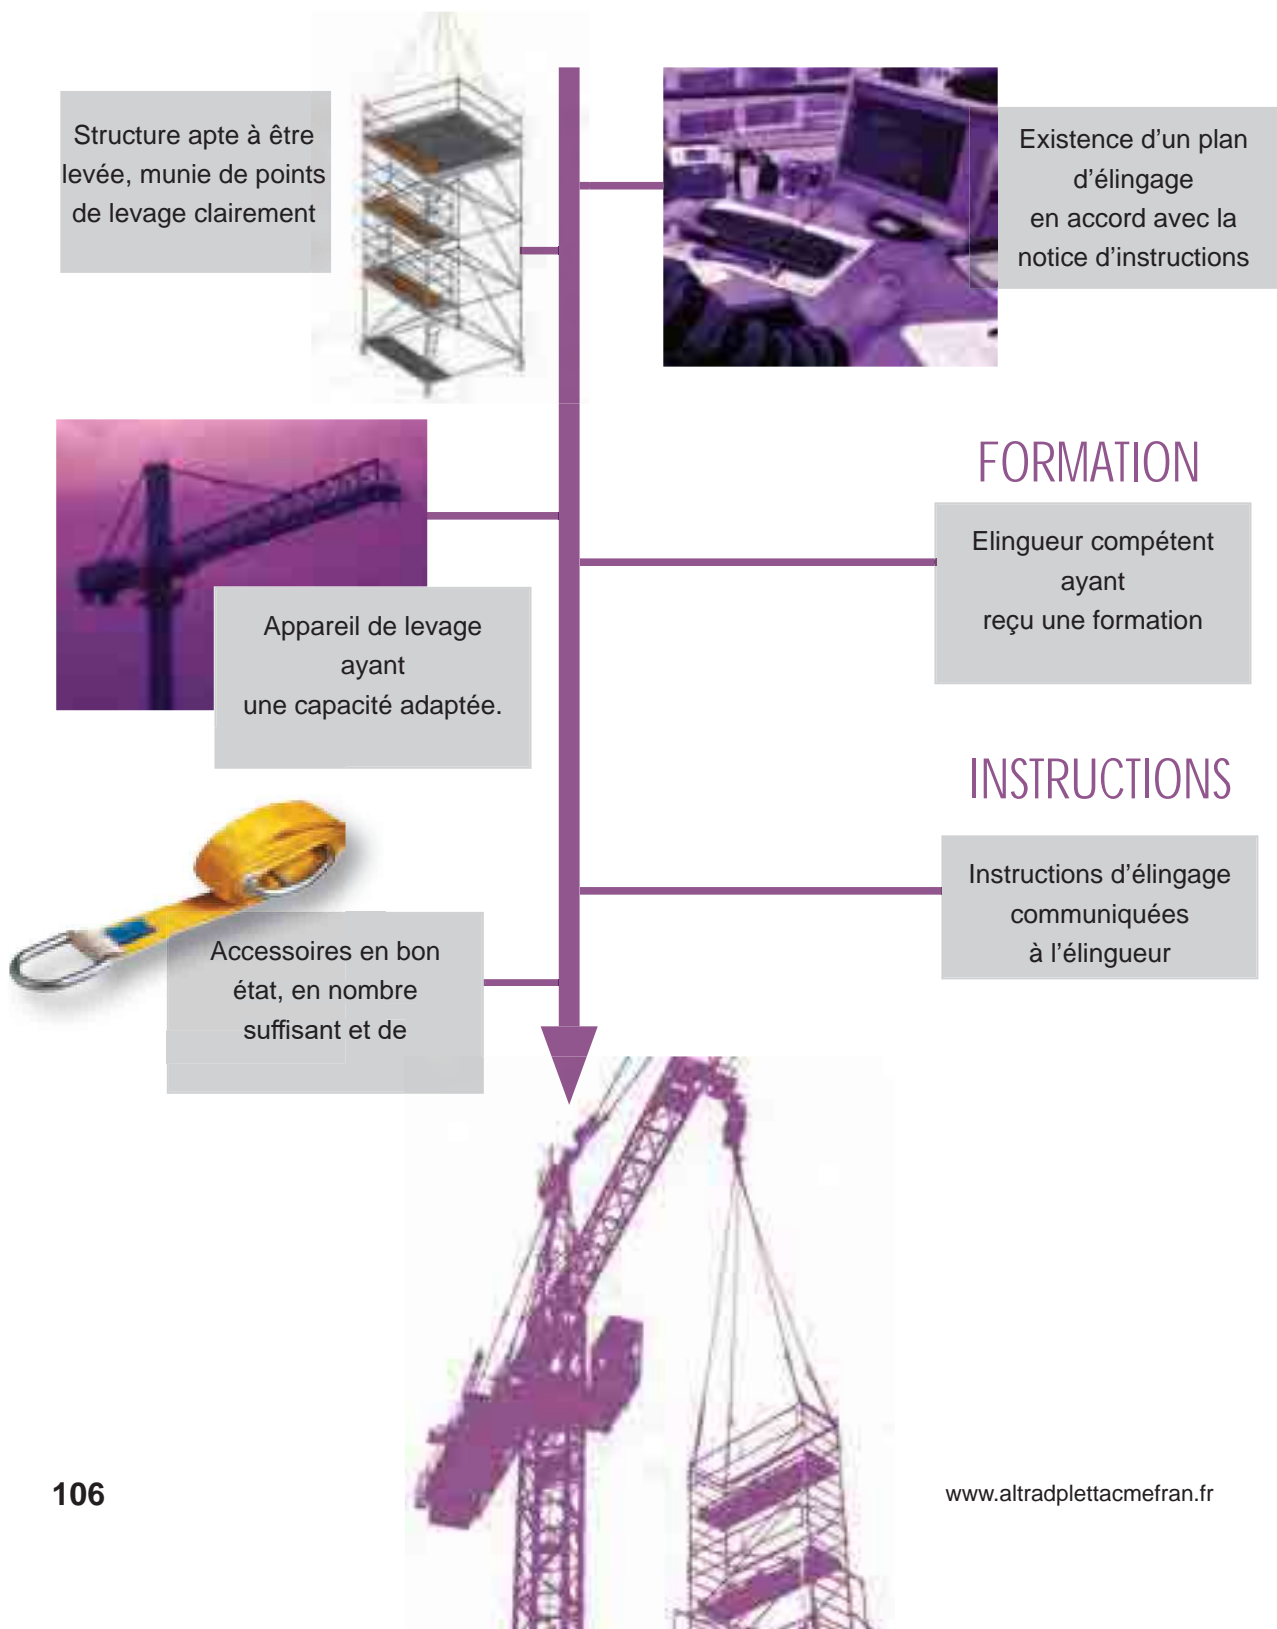 Structure apte à être
levée, munie de points
de levage clairement
Existence d’un plan
d’élingage
en accord avec la
notice d’instructions
FORMATION
Elingueur compétent
ayant
reçu une formation
Appareil de levage
ayant
une capacité adaptée.
INSTRUCTIONS
Instructions d’élingage
communiquées
à l’élingueur
Accessoires en bon
état, en nombre
suffisant et de
106
www.altradplettacmefran.fr